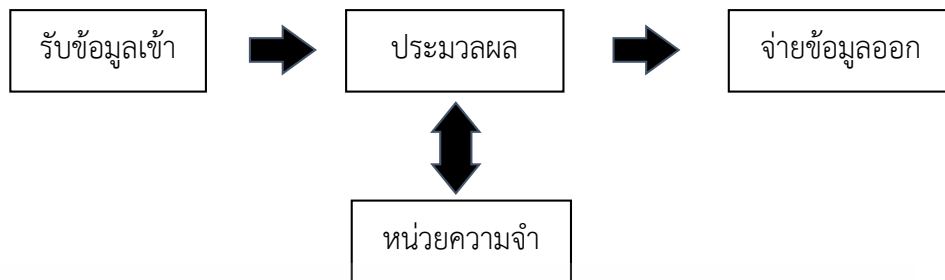 รับข้อมูลเข้า
ประมวลผล
จ่ายข้อมูลออก
หน่วยความจำ